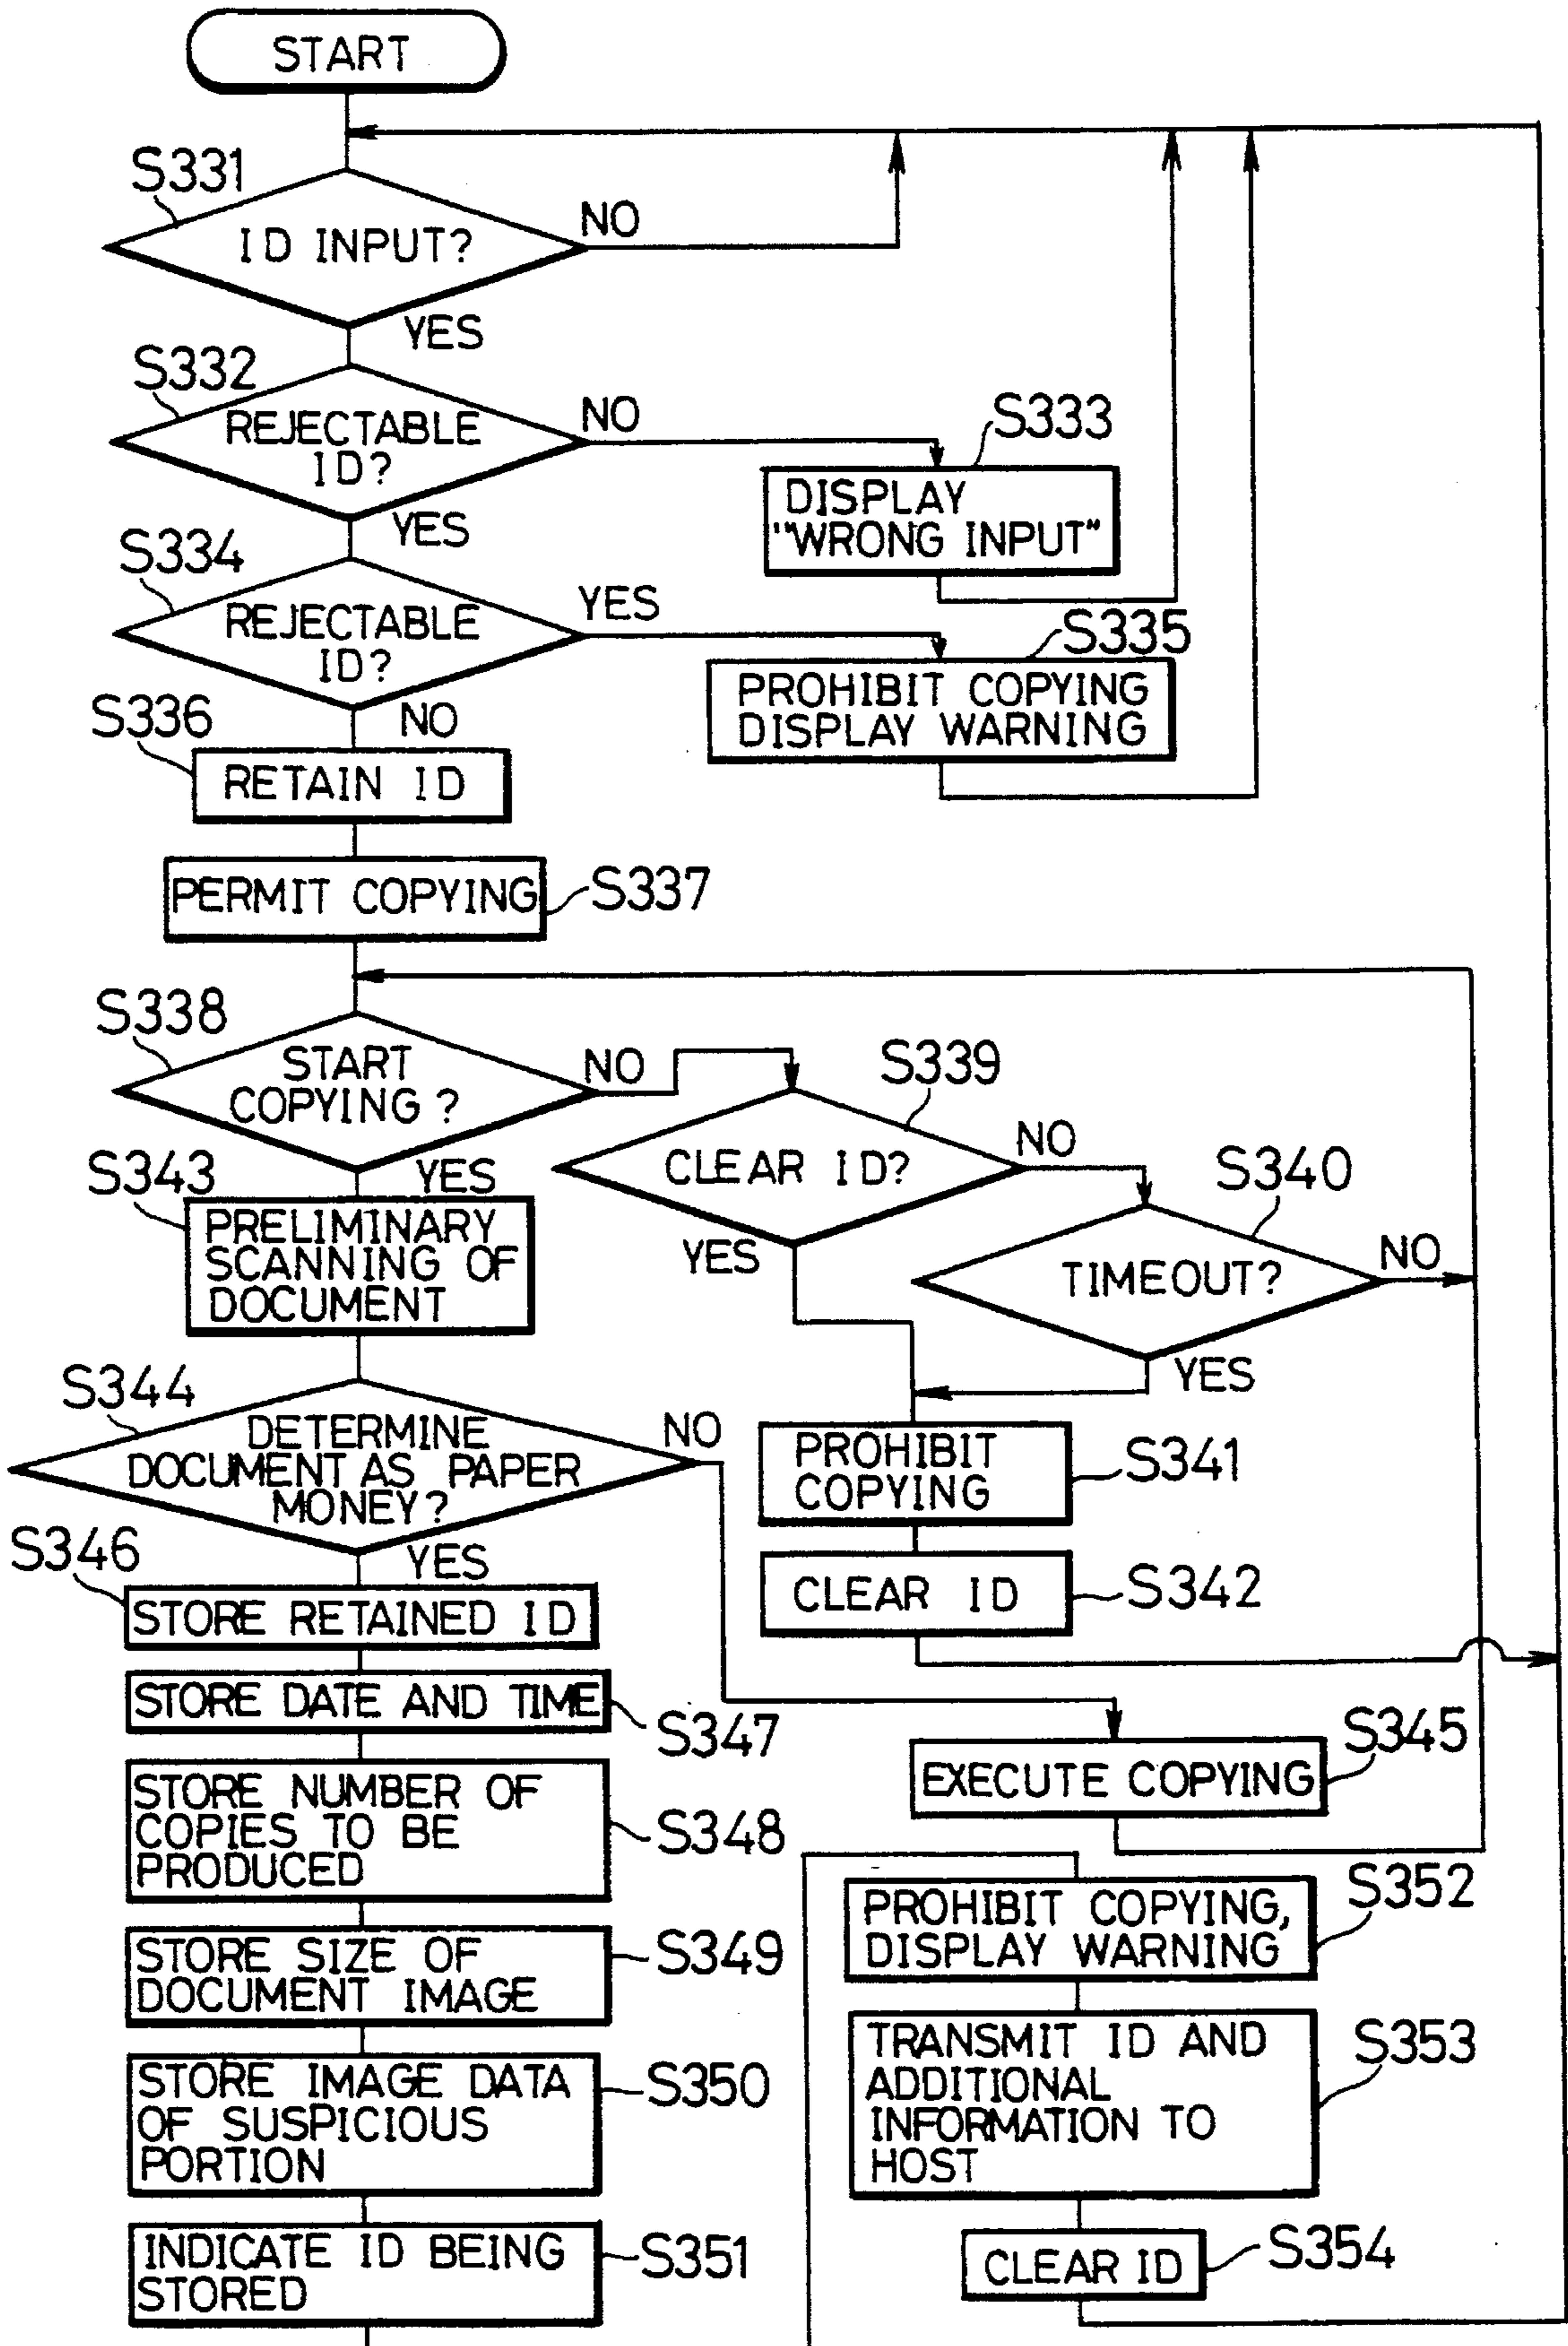 START
S331
ID INPUT?
NO
YES
S332
REJECTABLE
ID?
NO
YES
S333
DISPLAY
"WRONG INPUT"
S334
REJECTABLE
ID?
YES
NO
S335
PROHIBIT COPYING
DISPLAY WARNING
S336
RETAIN ID
PERMIT COPYING
S337
S338
START
COPYING?
NO
YES
S339
CLEAR ID?
NO
YES
S340
TIMEOUT?
NO
YES
S343
PRELIMINARY
SCANNING OF
DOCUMENT
S344
DETERMINE
DOCUMENT AS PAPER
MONEY?
NO
YES
PROHIBIT
COPYING
S341
CLEAR ID
S342
S346
STORE RETAINED ID
STORE DATE AND TIME
S347
EXECUTE COPYING
S345
STORE NUMBER OF
COPIES TO BE
PRODUCED
S348
STORE SIZE OF
DOCUMENT IMAGE
S349
STORE IMAGE DATA
OF SUSPICIOUS
PORTION
S350
INDICATE ID BEING
STORED
S351
PROHIBIT COPYING,
DISPLAY WARNING
S352
TRANSMIT ID AND
ADDITIONAL
INFORMATION TO
HOST
S353
CLEAR ID
S354